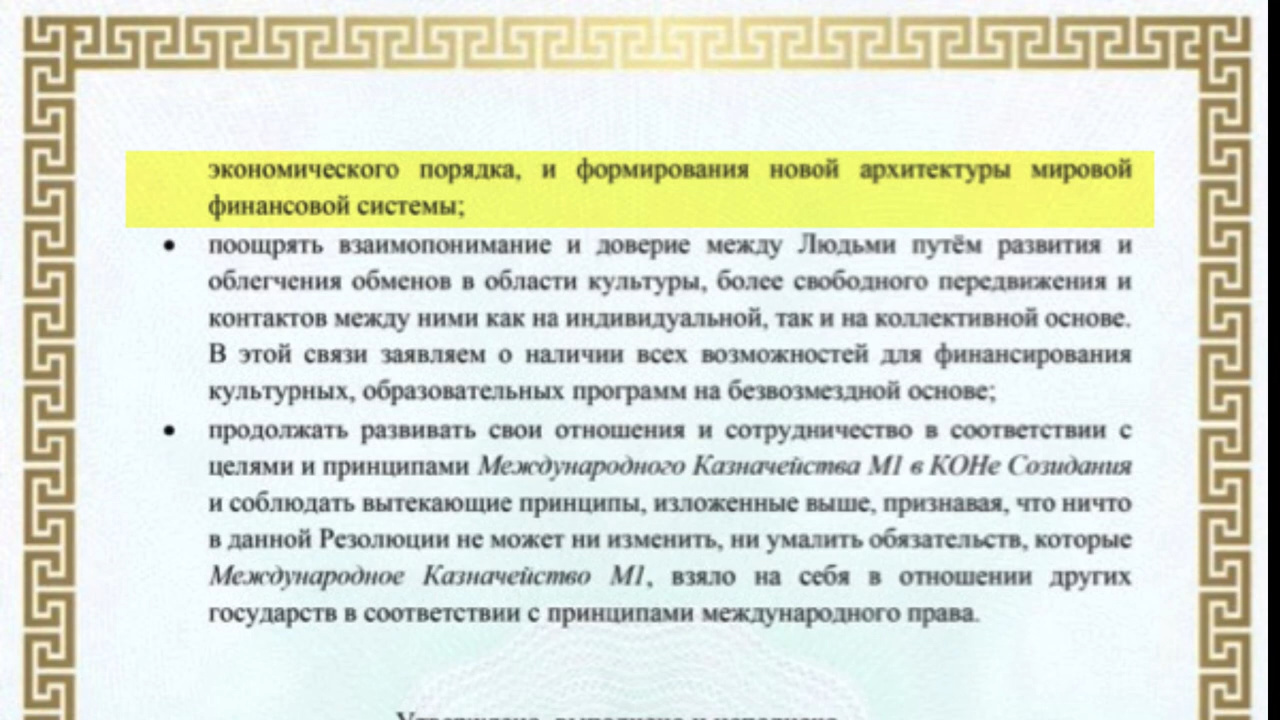 экономического порядка, и формирования новой архитектуры мировой
финансовой системы;
• поощрять взаимопонимание и доверие между Людьми путём развития и
облегчения обменов в области культуры, более свободного передвижения и
контактов между ними как на индивидуальной, так и на коллективной основе.
В этой связи заявляем о наличии всех возможностей для финансирования
культурных, образовательных программ на безвозмездной основе;
• продолжать развивать свои отношения и сотрудничество в соответствии с
целями и принципами Международного Казначейства М1 в КОНе Созидания
и соблюдать вытекающие принципы, изложенные выше, признавая, что ничто
в данной Резолюции не может ни изменить, ни умалить обязательств, которые
Международное Казначейство М1, взяло на себя в отношении других
государств в соответствии с принципами международного права.